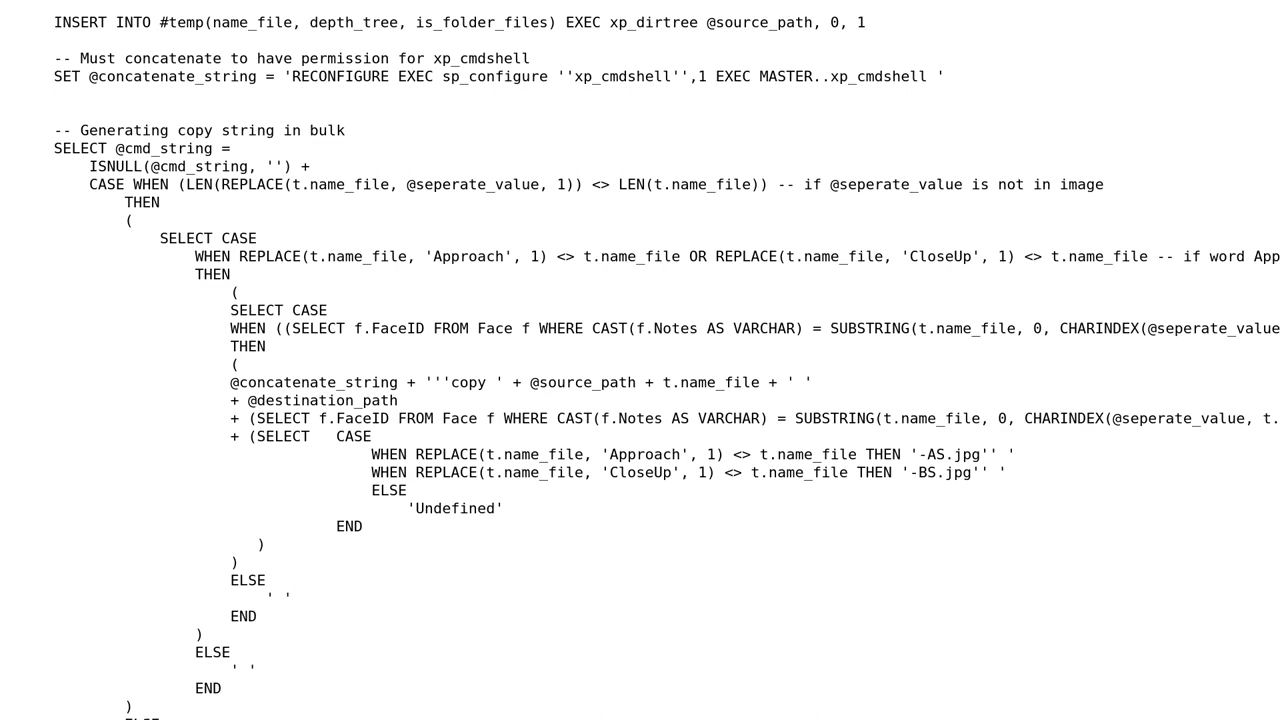 INSERT INTO #temp(name_file, depth_tree, is_folder_files) EXEC xp_dirtree @source_path, 0, 1
-- Must concatenate to have permission for xp_cmdshell
SET @concatenate_string = 'RECONFIGURE EXEC sp_configure ''xp_cmdshell'',1 EXEC MASTER..xp_cmdshell '
-- Generating copy string in bulk
SELECT @cmd_string =
ISNULL(@cmd_string, '') +
CASE WHEN (LEN(REPLACE(t.name_file, @seperate_value, 1)) <> LEN(t.name_file)) -- if @seperate_value is not in image
THEN
(
SELECT CASE
WHEN REPLACE(t.name_file, 'Approach', 1) <> t.name_file OR REPLACE(t.name_file, 'CloseUp', 1) <> t.name_file -- if word App
THEN
(
SELECT CASE
WHEN ((SELECT f.FaceID FROM Face f WHERE CAST(f.Notes AS VARCHAR) = SUBSTRING(t.name_file, 0, CHARINDEX(@seperate_value
THEN
(
@concatenate_string + '''copy ' + @source_path + t.name_file + ' '
+ @destination_path
+ (SELECT f.FaceID FROM Face f WHERE CAST(f.Notes AS VARCHAR) = SUBSTRING(t.name_file, 0, CHARINDEX(@seperate_value, t.
+ (SELECT   CASE
WHEN REPLACE(t.name_file, 'Approach', 1) <> t.name_file THEN '-AS.jpg'' '
WHEN REPLACE(t.name_file, 'CloseUp', 1) <> t.name_file THEN '-BS.jpg'' '
ELSE
'Undefined'
END
)
)
ELSE
' '
END
)
ELSE
' '
END
)